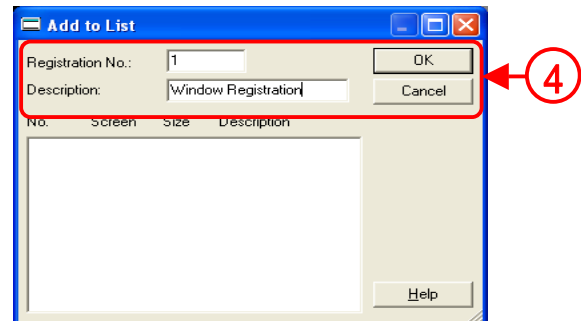 Add to List
Registration No.: 1 OK
Description: Window Registration Cancel
4
No. Screen Size Description
Help